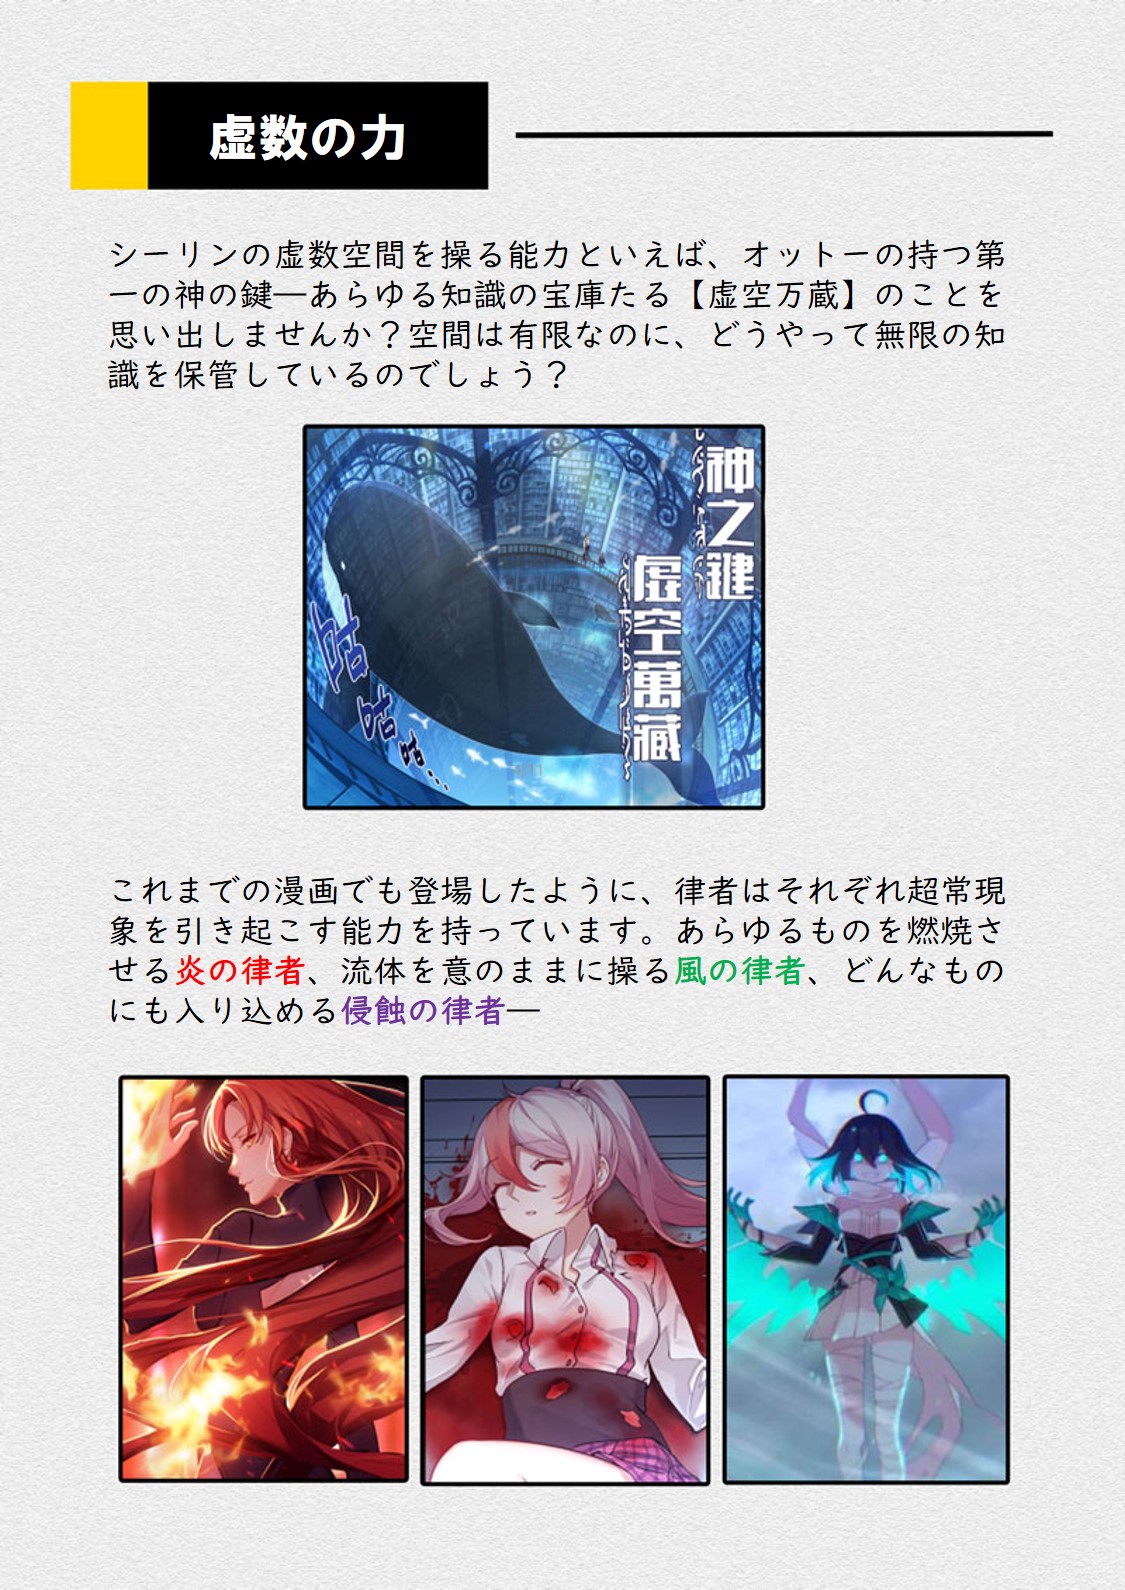 虚数の力
シーリンの虚数空間を操る能力といえば、オットーの持つ第
一の神の鍵―あらゆる知識の宝庫たる【虚空万蔵】のことを
思い出しませんか？空間は有限なのに、どうやって無限の知
識を保管しているのでしょう？
神之鍵
虛空萬藏
咕
咕
咕…
これまでの漫画でも登場したように、律者はそれぞれ超常現
象を引き起こす能力を持っています。あらゆるものを燃焼さ
せる炎の律者、流体を意のままに操る風の律者、どんなもの
にも入り込める侵蝕の律者―